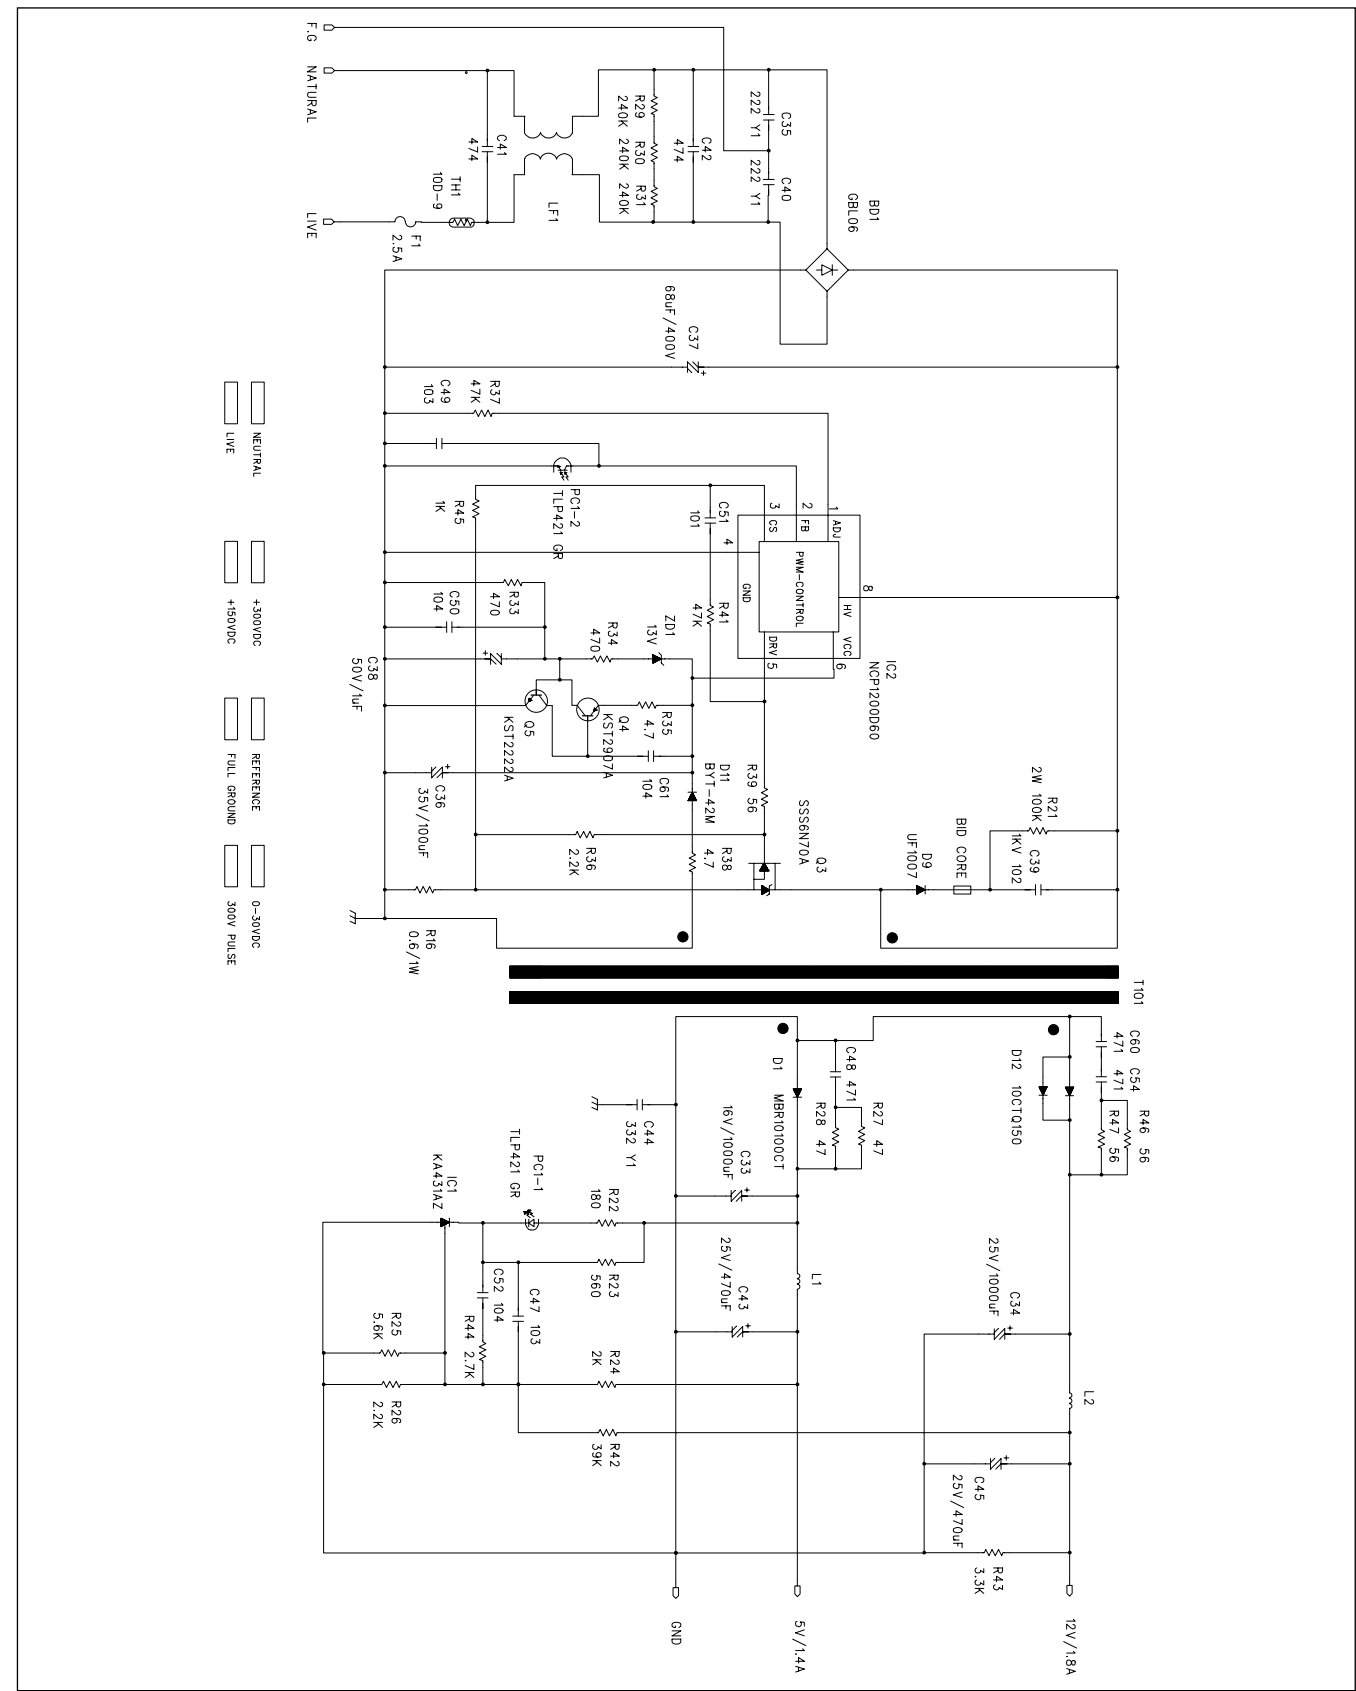 F.G
NATURAL
LIVE
F1
2.5A
TH1
10D-9
C41
474
LF1
R29
240K
R30
240K
R31
240K
C42
474
C35
222 Y1
C40
222 Y1
BD1
GBL06
C37
68uF/400V
R37
47K
C49
103
PC1-2
TLP421 GR
R45
1K
C51
101
R41
47K
1
ADJ
2
FB
3
CS
4
GND
PWM-CONTROL
8
HV
VCC
6
DRV
5
IC2
NCP1200D60
R33
470
C50
104
C38
50V/1uF
R34
470
ZD1
13V
Q5
KST2222A
Q4
KST2907A
R35
4.7
C61
104
C36
35V/100uF
D11
BYT-42M
R39 56
R36
2.2K
R38
4.7
Q3
SSS6N70A
R16
0.6/1W
D9
UF1007
BID CORE
R21
2W 100K
C39
1KV 102
T101
NEUTRAL
LIVE
+300VDC
+150VDC
REFERENCE
FULL GROUND
0-30VDC
300V PULSE
C60
471
C54
471
R46 56
R47 56
D12
10CTQ150
C48 471
R27 47
R28 47
D1
MBR10100CT
C44
332 Y1
C33
16V/1000uF
PC1-1
TLP421 GR
IC1
KA431AZ
R22
180
R23
560
L1
C43
25V/470uF
C34
25V/1000uF
C52 104
C47 103
R44 2.7K
R25
5.6K
R26
2.2K
R24
2K
R42
39K
L2
C45
25V/470uF
R43
3.3K
GND
5V/1.4A
12V/1.8A